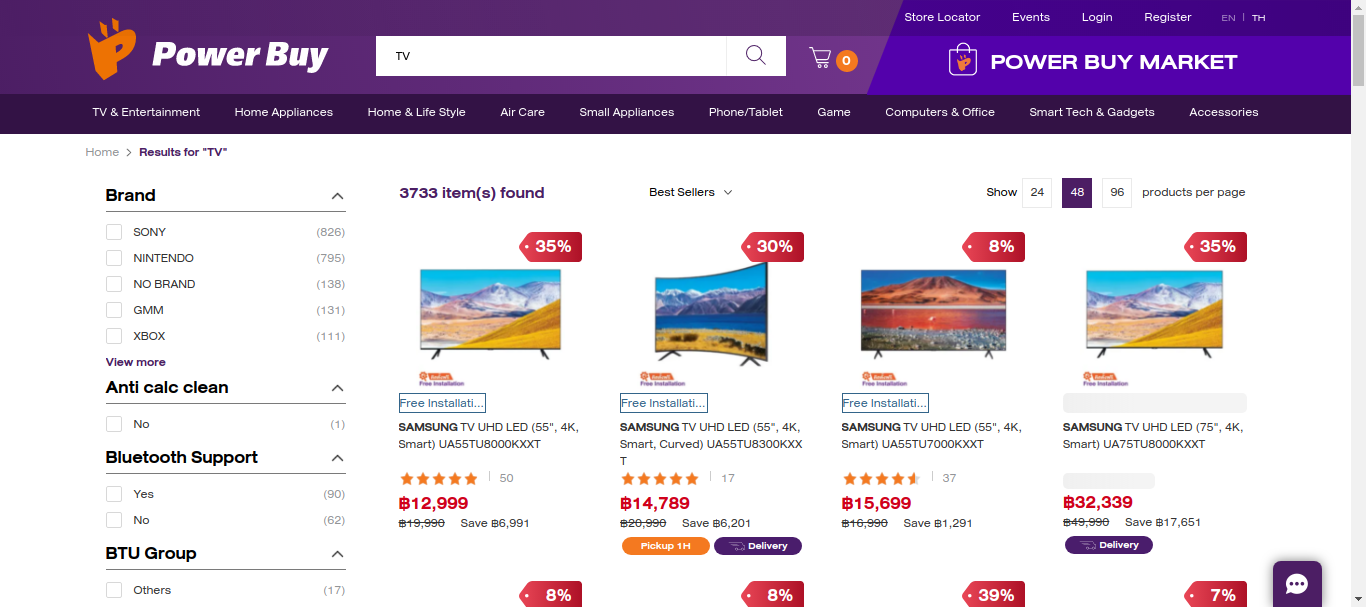 Store Locator Events Login Register EN | TH
Power Buy
TV
0
POWER BUY MARKET
TV & Entertainment Home Appliances Home & Life Style Air Care Small Appliances Phone/Tablet Game Computers & Office Smart Tech & Gadgets Accessories
Home > Results for "TV"
Brand
SONY (826)
NINTENDO (795)
NO BRAND (138)
GMM (131)
XBOX (111)
View more
Anti calc clean
No (1)
Bluetooth Support
Yes (90)
No (62)
BTU Group
Others (17)
3733 item(s) found
Best Sellers
Show 24 48 96 products per page
35%
Free Installation
Free Installati...
SAMSUNG TV UHD LED (55", 4K,
Smart) UA55TU8000KXXT
50
฿12,999
฿19,990 Save ฿6,991
30%
Free Installation
Free Installati...
SAMSUNG TV UHD LED (55", 4K,
Smart, Curved) UA55TU8300KXX
T
17
฿14,789
฿20,990 Save ฿6,201
Pickup 1H Delivery
8%
Free Installation
Free Installati...
SAMSUNG TV UHD LED (55", 4K,
Smart) UA55TU7000KXXT
37
฿15,699
฿16,990 Save ฿1,291
35%
Free Installation
SAMSUNG TV UHD LED (75", 4K,
Smart) UA75TU8000KXXT
฿32,339
฿49,990 Save ฿17,651
Delivery
8%
8%
39%
7%